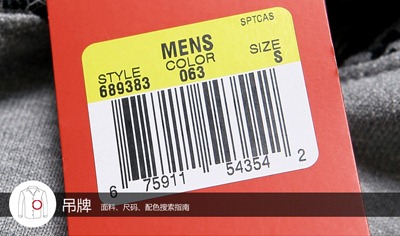 SPTCAS
MENS
STYLE COLOR SIZE
689383 063 S
6 75911 54354 2
吊牌 面料、尺码、配色搜索指南